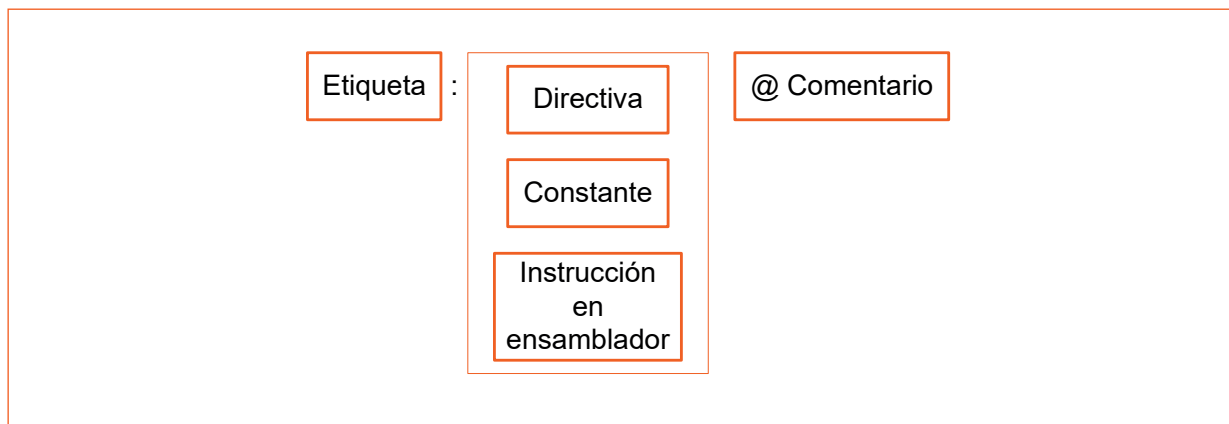 Etiqueta : Directiva @ Comentario
Constante
Instrucción
en
ensamblador